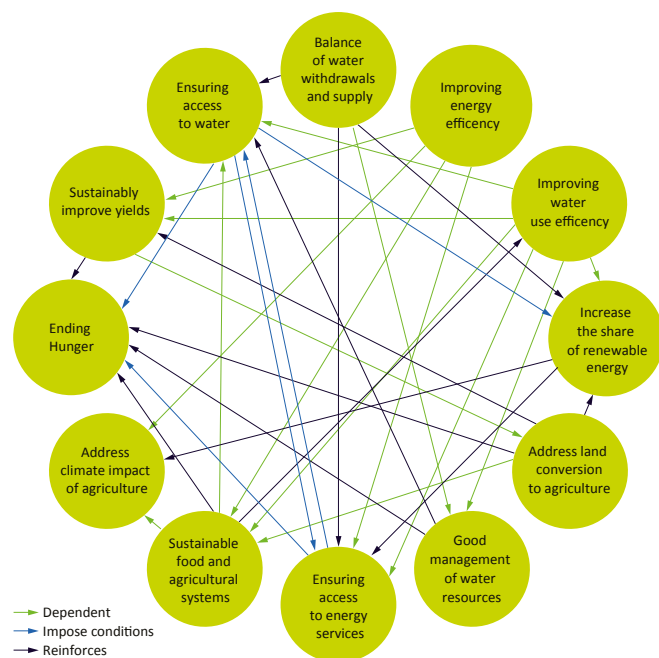 Balance
of water
withdrawals
and supply
Improving
energy
efficency
Ensuring
access
to water
Improving
water
use efficency
Sustainably
improve yields
Increase
the share
of renewable
energy
Ending
Hunger
Address land
conversion
to agriculture
Address
climate impact
of agriculture
Good
management
of water
resources
Sustainable
food and
agricultural
systems
Ensuring
access
to energy
services
Dependent
Impose conditions
Reinforces